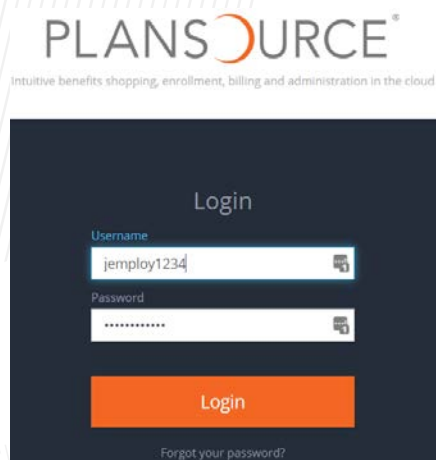 PLANSOURCE®
Intuitive benefits shopping, enrollment, billing and administration in the cloud
Login
Username
jemploy1234
Password
••••••••••••
Login
Forgot your password?